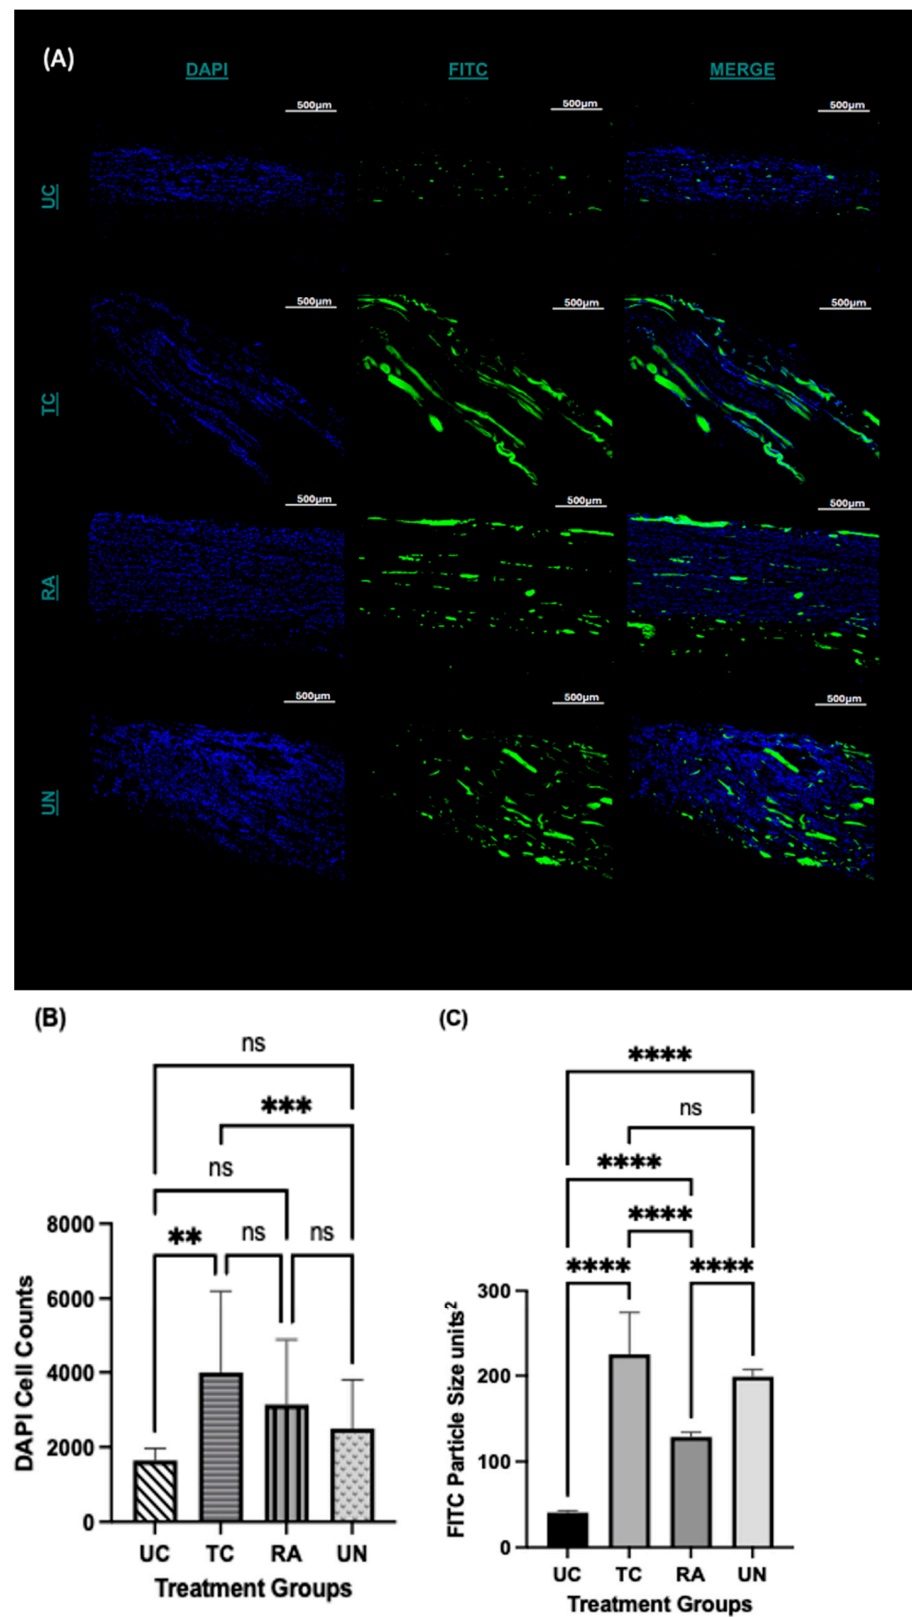 (A)
DAPI FITC MERGE
500µm 500µm 500µm
UC
500µm 500µm 500µm
TC
500µm 500µm 500µm
RA
500µm 500µm 500µm
UN
(B)
ns
***
ns
** ns ns
8000
6000
4000
2000
0
DAPI Cell Counts
UC TC RA UN
Treatment Groups
(C)
****
ns
****
****
**** ****
300
200
100
0
FITC Particle Size units²
UC TC RA UN
Treatment Groups